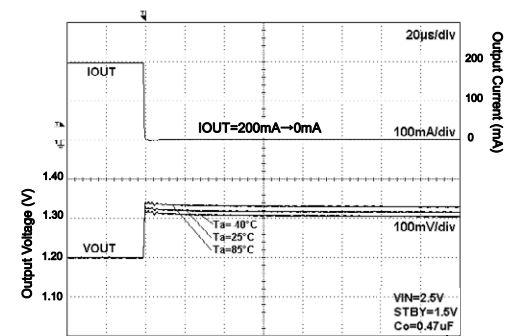 20µs/div
IOUT
200
100
0
Output Current (mA)
IOUT=200mA→0mA
100mA/div
1.40
1.30
1.20
1.10
Output Voltage (V)
Ta=-40°C
Ta=25°C
Ta=85°C
100mV/div
VOUT
VIN=2.5V
STBY=1.5V
Co=0.47uF